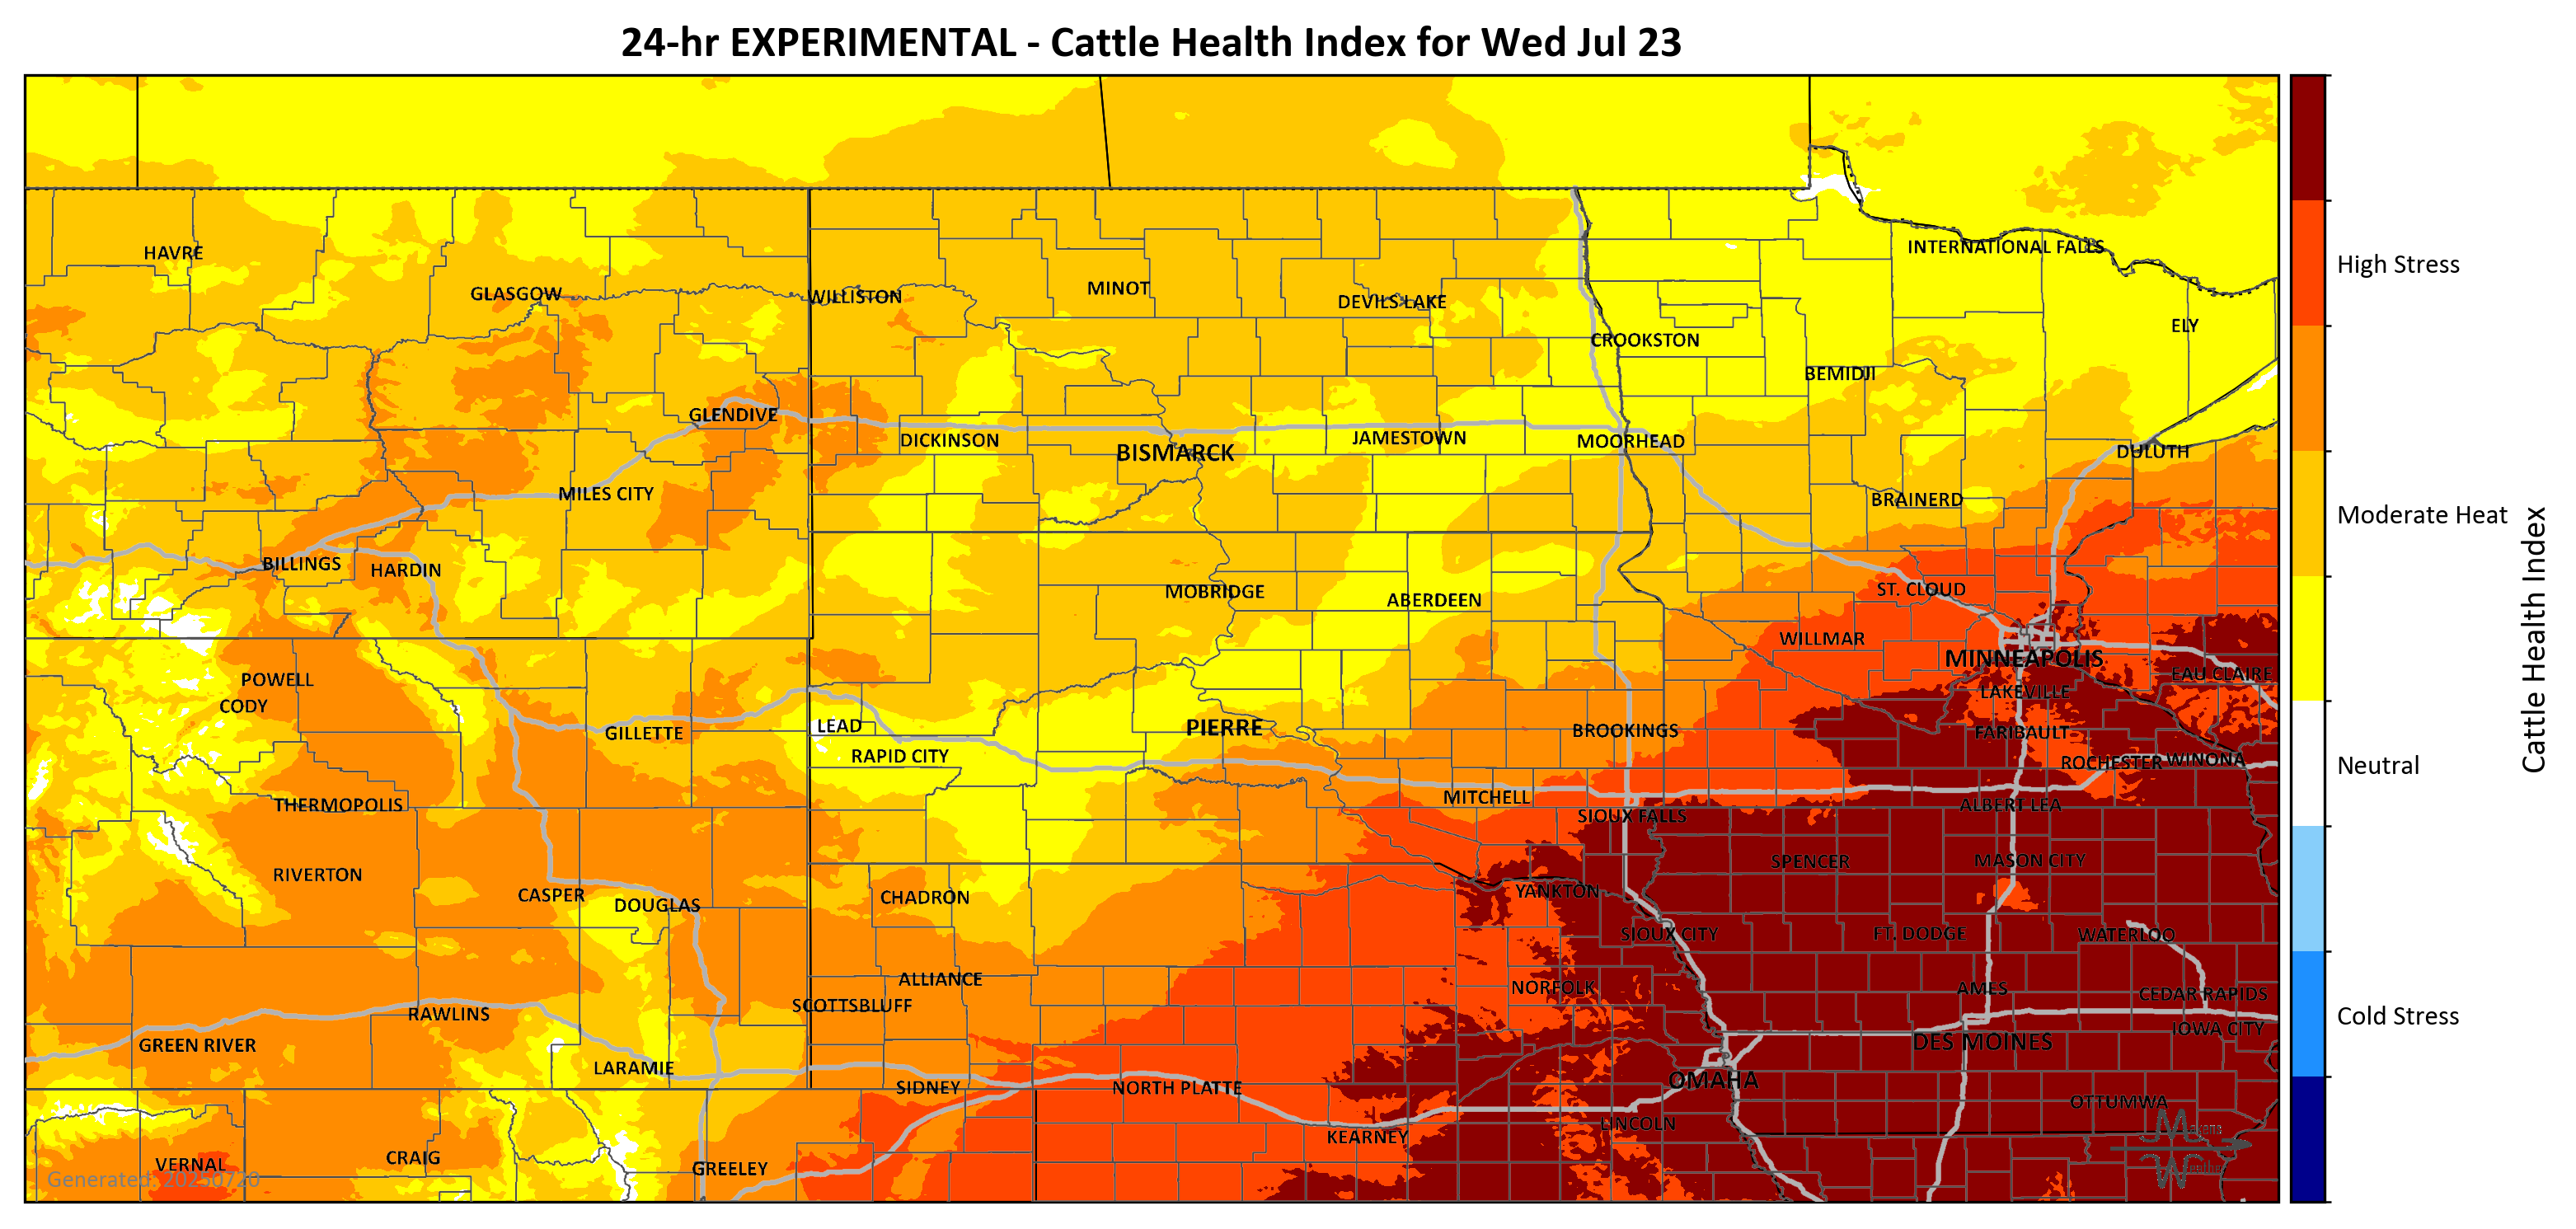 24-hr EXPERIMENTAL - Cattle Health Index for Wed Jul 23
HAVRE
INTERNATIONAL FALLS
GLASGOW
WILLISTON
MINOT
DEVILS LAKE
ELY
CROOKSTON
BEMIDJI
GLENDIVE
DICKINSON
BISMARCK
JAMESTOWN
MOORHEAD
DULUTH
MILES CITY
BRAINERD
BILLINGS
HARDIN
MOBRIDGE
ABERDEEN
ST. CLOUD
WILLMAR
MINNEAPOLIS
EAU CLAIRE
POWELL
CODY
LAKEVILLE
GILLETTE
LEAD
PIERRE
BROOKINGS
FARIBAULT
RAPID CITY
ROCHESTER
WINONA
THERMOPOLIS
MITCHELL
ALBERT LEA
SIOUX FALLS
RIVERTON
SPENCER
MASON CITY
CASPER
DOUGLAS
CHADRON
YANKTON
SIOUX CITY
FT. DODGE
WATERLOO
ALLIANCE
NORFOLK
AMES
CEDAR RAPIDS
SCOTTSBLUFF
RAWLINS
IOWA CITY
GREEN RIVER
DES MOINES
LARAMIE
SIDNEY
NORTH PLATTE
OMAHA
OTTUMWA
LINCOLN
KEARNEY
VERNAL
CRAIG
GREELEY
Generated: 20250720
High Stress
Moderate Heat
Neutral
Cold Stress
Cattle Health Index